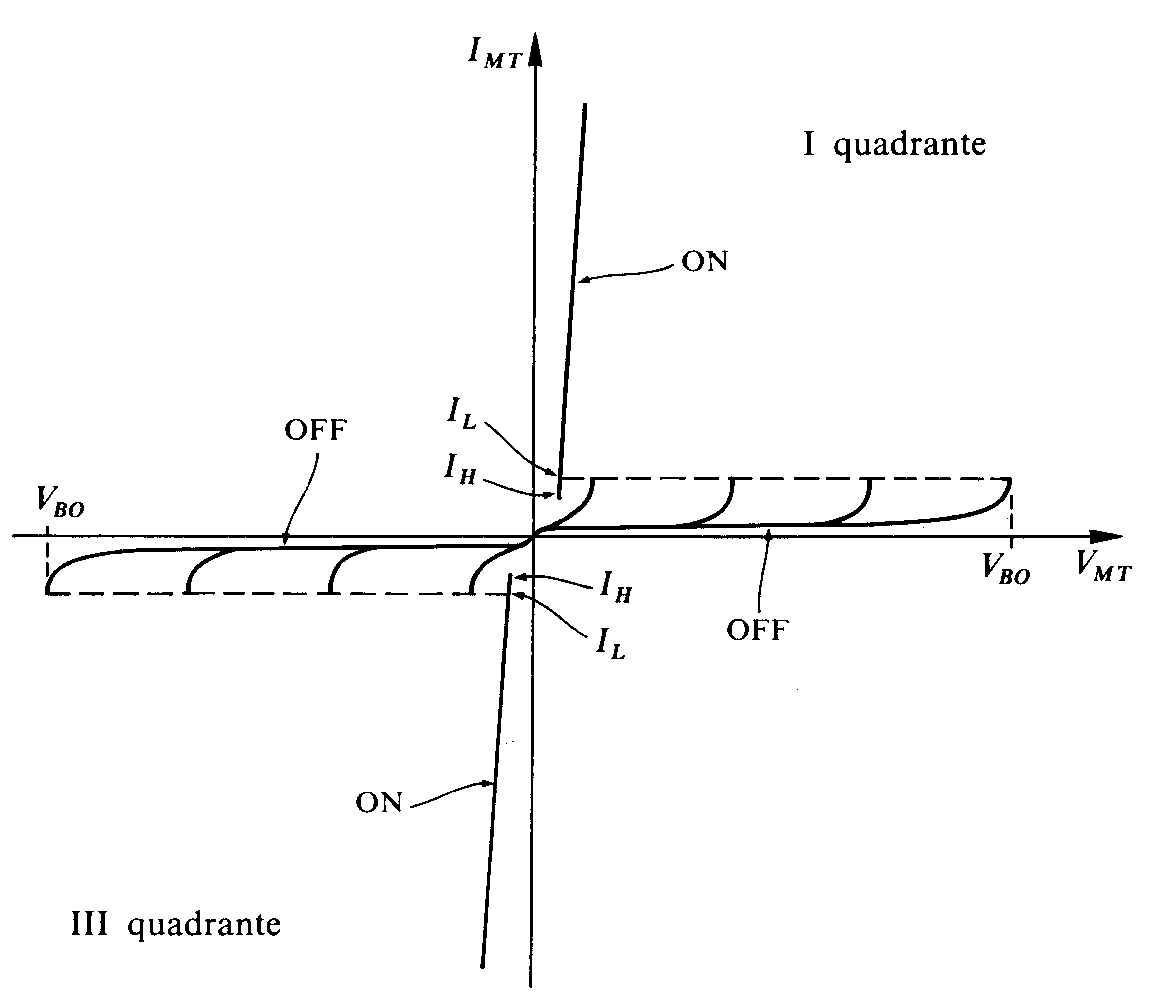 I_MT
I quadrante
ON
I_L
OFF
I_H
V_BO
V_BO
V_MT
I_H
OFF
I_L
ON
III quadrante